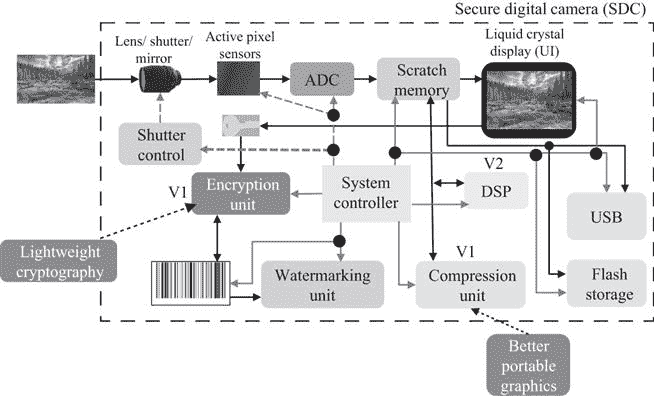 Secure digital camera (SDC)
Lens/ shutter/
mirror
Active pixel
sensors
Liquid crystal
display (UI)
ADC
Scratch
memory
Shutter
control
V1
Encryption
unit
System
controller
V2
DSP
USB
Lightweight
cryptography
Watermarking
unit
V1
Compression
unit
Flash
storage
Better
portable
graphics